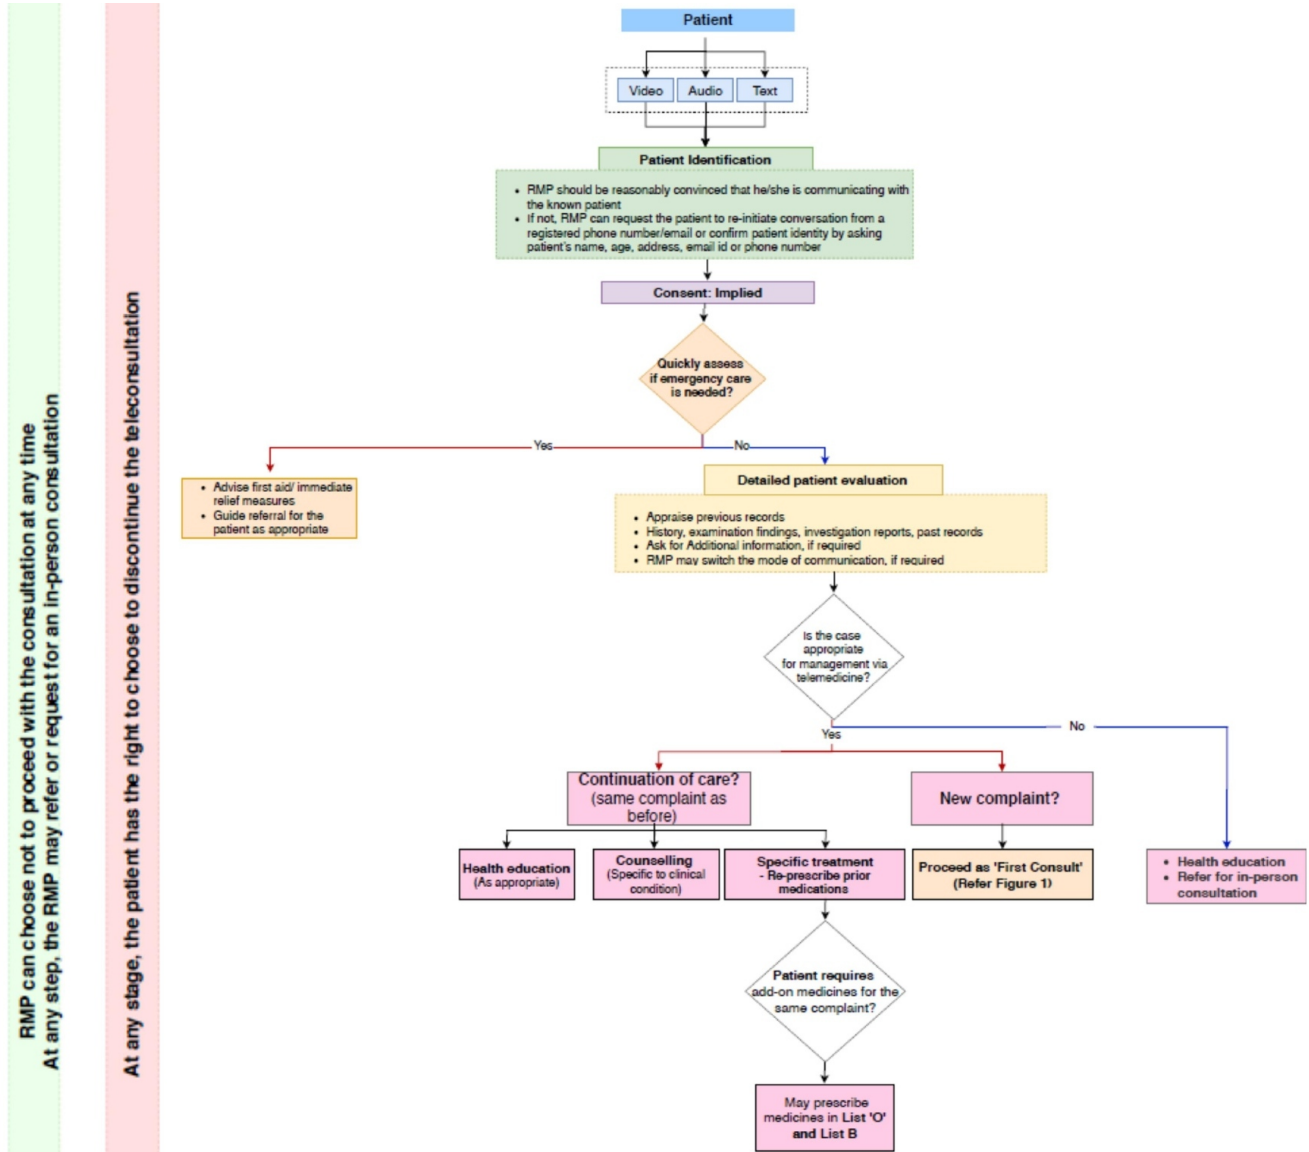 RMP can choose not to proceed with the consultation at any time
At any step, the RMP may refer or request for an in-person consultation
At any stage, the patient has the right to choose to discontinue the teleconsultation
Patient
Video
Audio
Text
Patient Identification
• RMP should be reasonably convinced that he/she is communicating with
the known patient
• If not, RMP can request the patient to re-initiate conversation from a
registered phone number/email or confirm patient identity by asking
patient's name, age, address, email id or phone number
Consent: Implied
Quickly assess
if emergency care
is needed?
Yes
No
• Advise first aid/ immediate
relief measures
• Guide referral for the
patient as appropriate
Detailed patient evaluation
• Appraise previous records
• History, examination findings, investigation reports, past records
• Ask for Additional information, if required
• RMP may switch the mode of communication, if required
Is the case
appropriate
for management via
telemedicine?
Yes
No
Continuation of care?
(same complaint as
before)
New complaint?
Health education
(As appropriate)
Counselling
(Specific to clinical
condition)
Specific treatment
- Re-prescribe prior
medications
Proceed as 'First Consult'
(Refer Figure 1)
• Health education
• Refer for in-person
consultation
Patient requires
add-on medicines for the
same complaint?
May prescribe
medicines in List 'O'
and List B